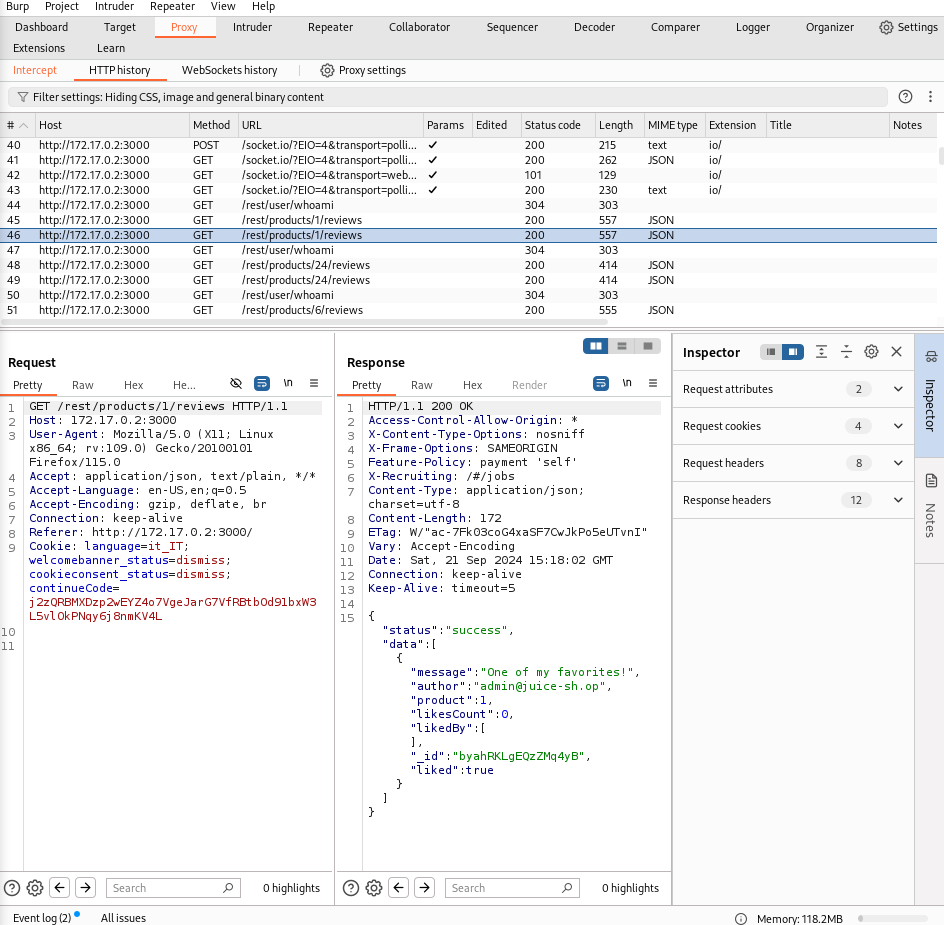 Burp Project Intruder Repeater View Help
Dashboard Target Proxy Intruder Repeater Collaborator Sequencer Decoder Comparer Logger Organizer Settings
Extensions Learn
Intercept HTTP history WebSockets history Proxy settings
Filter settings: Hiding CSS, image and general binary content
# Host Method URL Params Edited Status code Length MIME type Extension Title Notes
40 http://172.17.0.2:3000 POST /socket.io/?EIO=4&transport=polli... ✓ 200 215 text io/
41 http://172.17.0.2:3000 GET /socket.io/?EIO=4&transport=polli... ✓ 200 262 JSON io/
42 http://172.17.0.2:3000 GET /socket.io/?EIO=4&transport=web... ✓ 101 129 io/
43 http://172.17.0.2:3000 GET /socket.io/?EIO=4&transport=polli... ✓ 200 230 text io/
44 http://172.17.0.2:3000 GET /rest/user/whoami 304 303
45 http://172.17.0.2:3000 GET /rest/products/1/reviews 200 557 JSON
46 http://172.17.0.2:3000 GET /rest/products/1/reviews 200 557 JSON
47 http://172.17.0.2:3000 GET /rest/user/whoami 304 303
48 http://172.17.0.2:3000 GET /rest/products/24/reviews 200 414 JSON
49 http://172.17.0.2:3000 GET /rest/products/24/reviews 200 414 JSON
50 http://172.17.0.2:3000 GET /rest/user/whoami 304 303
51 http://172.17.0.2:3000 GET /rest/products/6/reviews 200 555 JSON
Request
Pretty Raw Hex He... \n
1 GET /rest/products/1/reviews HTTP/1.1
2 Host: 172.17.0.2:3000
3 User-Agent: Mozilla/5.0 (X11; Linux
x86_64; rv:109.0) Gecko/20100101
Firefox/115.0
4 Accept: application/json, text/plain, */*
5 Accept-Language: en-US,en;q=0.5
6 Accept-Encoding: gzip, deflate, br
7 Connection: keep-alive
8 Referer: http://172.17.0.2:3000/
9 Cookie: language=it_IT;
welcomebanner_status=dismiss;
cookieconsent_status=dismiss;
continueCode=
j2zQRBMXDzp2wEYZ4o7VgeJarG7VfRBtbOd91bxW3
L5vlOkPNqy6j8nmKV4L
10
11
Search 0 highlights
Response
Pretty Raw Hex Render \n
1 HTTP/1.1 200 OK
2 Access-Control-Allow-Origin: *
3 X-Content-Type-Options: nosniff
4 X-Frame-Options: SAMEORIGIN
5 Feature-Policy: payment 'self'
6 X-Recruiting: /#/jobs
7 Content-Type: application/json;
charset=utf-8
8 Content-Length: 172
9 ETag: W/"ac-7Fk03coG4xaSF7CwJkPo5eUTvnI"
10 Vary: Accept-Encoding
11 Date: Sat, 21 Sep 2024 15:18:02 GMT
12 Connection: keep-alive
13 Keep-Alive: timeout=5
14
15 {
"status":"success",
"data":[
{
"message":"One of my favorites!",
"author":"admin@juice-sh.op",
"product":1,
"likesCount":0,
"likedBy":[
],
"_id":"byahRKLgEQzZMq4yB",
"liked":true
}
]
}
Search 0 highlights
Inspector
Request attributes 2
Request cookies 4
Request headers 8
Response headers 12
Inspector
Notes
Event log (2) All issues Memory: 118.2MB